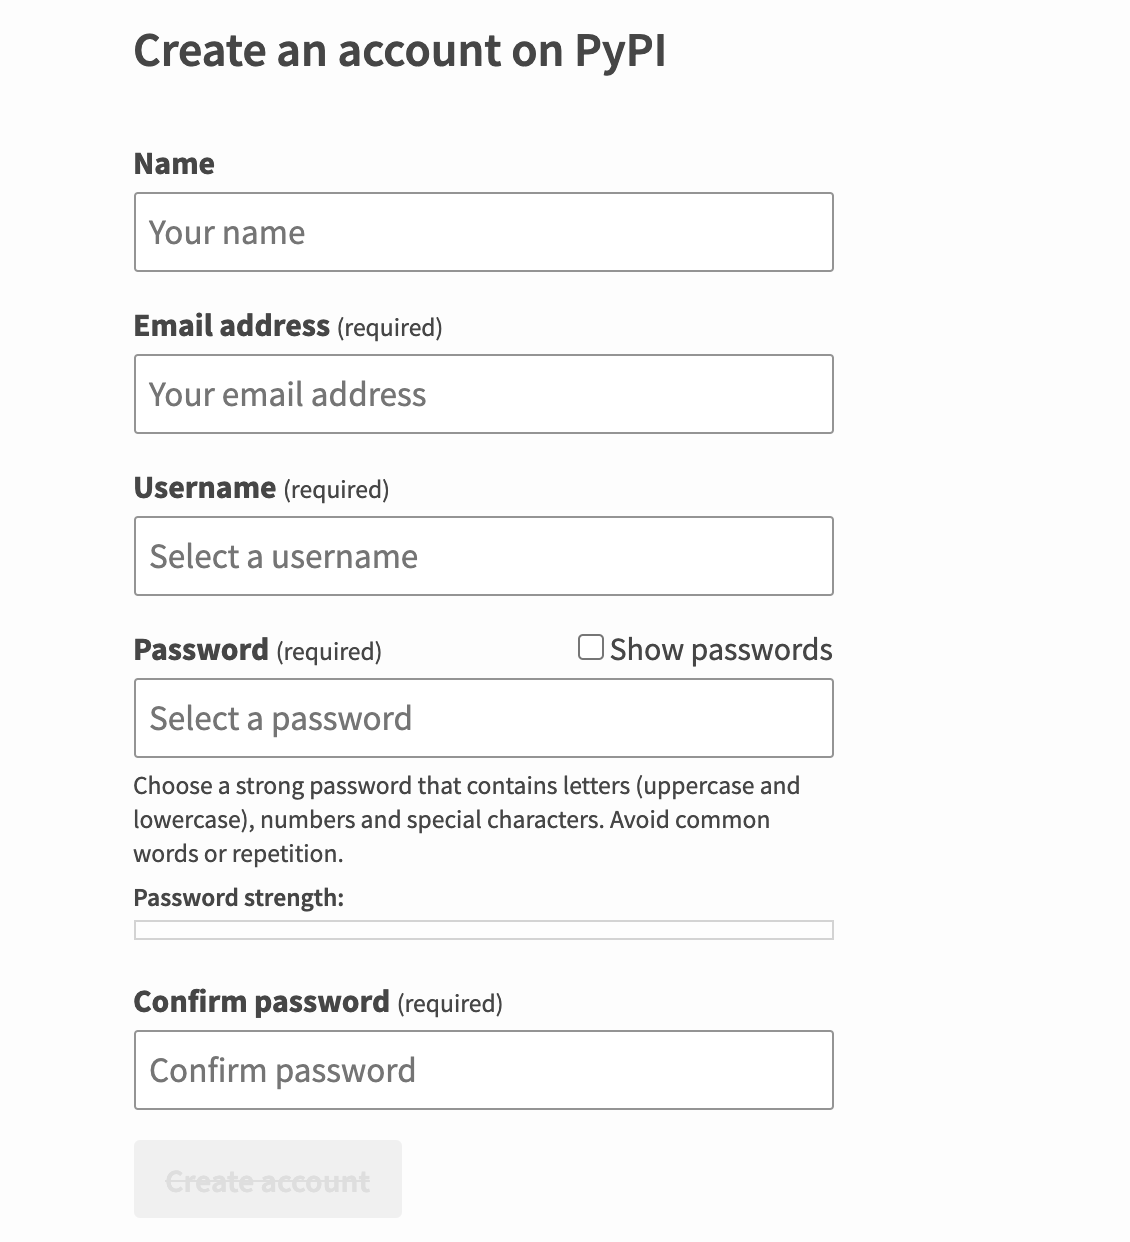 Create an account on PyPI
Name
Your name
Email address (required)
Your email address
Username (required)
Select a username
Password (required) Show passwords
Select a password
Choose a strong password that contains letters (uppercase and
lowercase), numbers and special characters. Avoid common
words or repetition.
Password strength:
Confirm password (required)
Confirm password
Create account